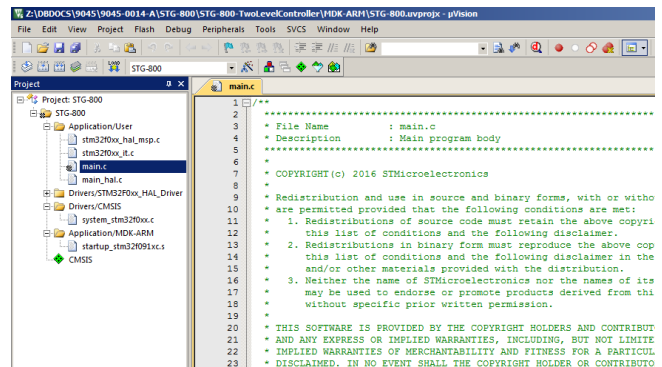 Z:\DBDOCS\9045\9045-0014-A\STG-800\STG-800-TwoLevelController\MDK-ARM\STG-800.uvprojx - µVision
File Edit View Project Flash Debug Peripherals Tools SVCS Window Help
LOAD STG-800
Project
main.c
Project: STG-800
STG-800
Application/User
stm32f0xx_hal_msp.c
stm32f0xx_it.c
main.c
main_hal.c
Drivers/STM32F0xx_HAL_Driver
Drivers/CMSIS
system_stm32f0xx.c
Application/MDK-ARM
startup_stm32f091xc.s
CMSIS
1 /**
2 ******************************************************************
3 * File Name : main.c
4 * Description : Main program body
5 ******************************************************************
6 *
7 * COPYRIGHT(c) 2016 STMicroelectronics
8 *
9 * Redistribution and use in source and binary forms, with or withou
10 * are permitted provided that the following conditions are met:
11 * 1. Redistributions of source code must retain the above copyri
12 * this list of conditions and the following disclaimer.
13 * 2. Redistributions in binary form must reproduce the above cop
14 * this list of conditions and the following disclaimer in the
15 * and/or other materials provided with the distribution.
16 * 3. Neither the name of STMicroelectronics nor the names of its
17 * may be used to endorse or promote products derived from thi
18 * without specific prior written permission.
19 *
20 * THIS SOFTWARE IS PROVIDED BY THE COPYRIGHT HOLDERS AND CONTRIBUT
21 * AND ANY EXPRESS OR IMPLIED WARRANTIES, INCLUDING, BUT NOT LIMITE
22 * IMPLIED WARRANTIES OF MERCHANTABILITY AND FITNESS FOR A PARTICUL
23 * DISCLAIMED. IN NO EVENT SHALL THE COPYRIGHT HOLDER OR CONTRIBUTO